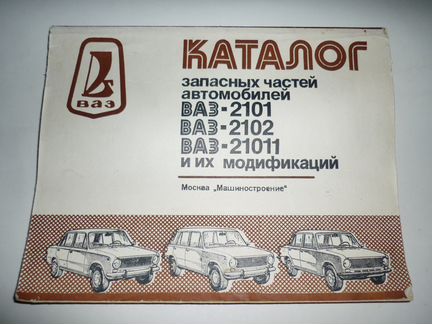 ВАЗ
КАТАЛОГ
запасных частей
автомобилей
ВАЗ-2101
ВАЗ-2102
ВАЗ-21011
и их модификаций
Москва „Машиностроение“